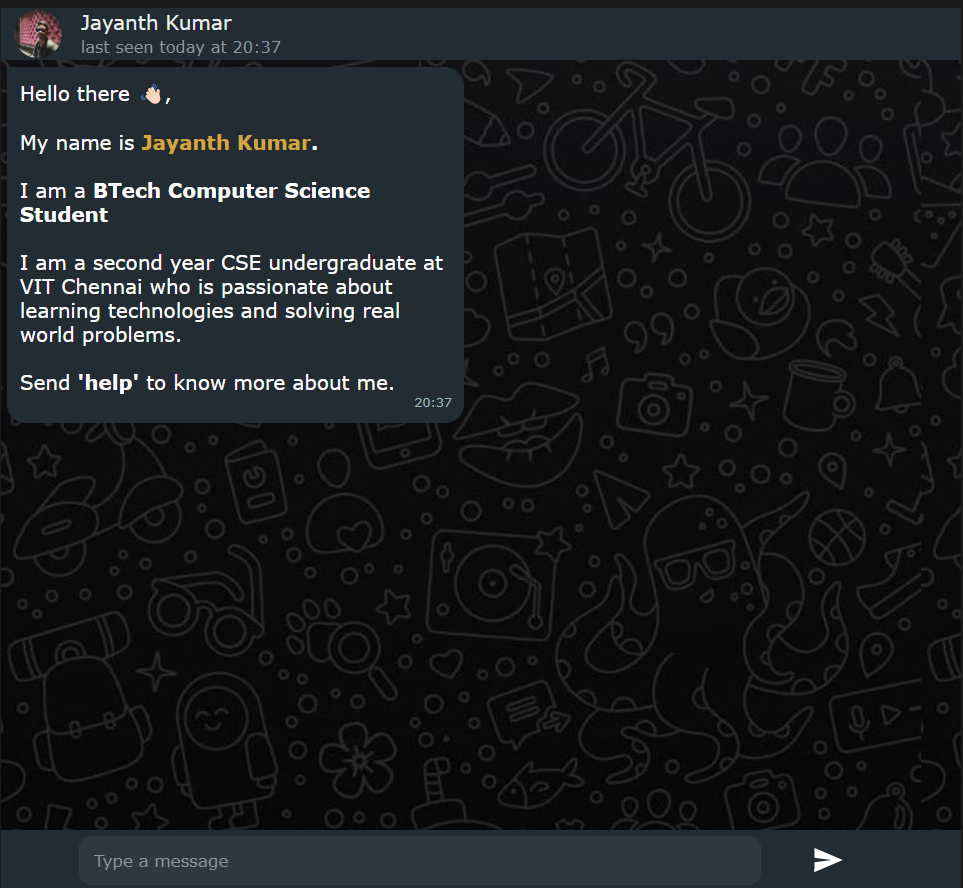 Jayanth Kumar
last seen today at 20:37
Hello there 👋🏻,
My name is Jayanth Kumar.
I am a BTech Computer Science
Student
I am a second year CSE undergraduate at
VIT Chennai who is passionate about
learning technologies and solving real
world problems.
Send 'help' to know more about me.
20:37
Type a message